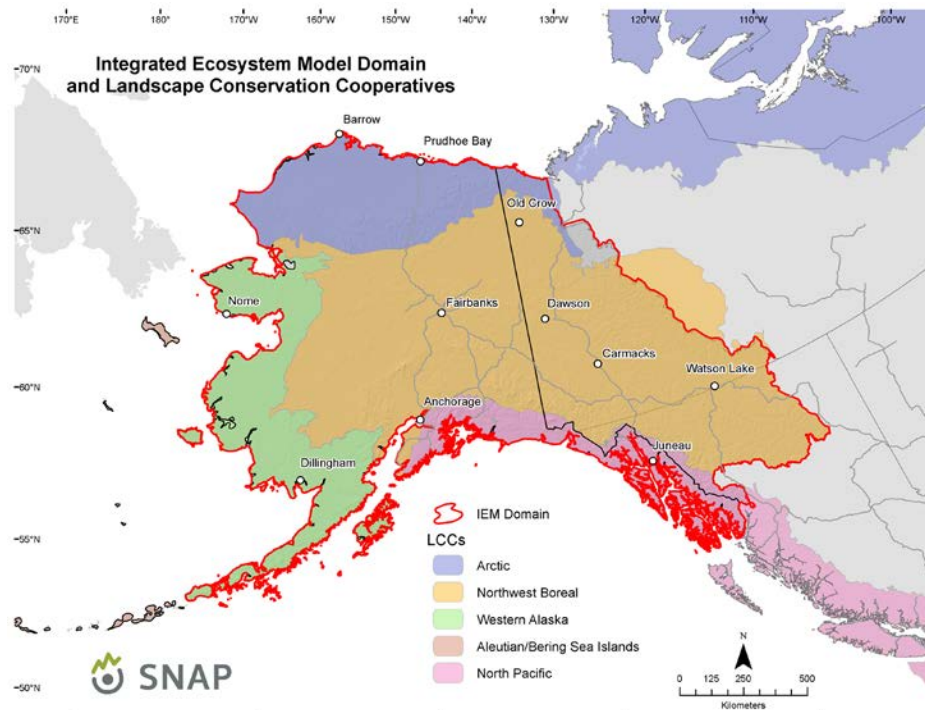 170°E
180°
170°W
160°W
150°W
140°W
130°W
120°W
110°W
100°W
70°N
65°N
60°N
55°N
50°N
Integrated Ecosystem Model Domain
and Landscape Conservation Cooperatives
Barrow
Prudhoe Bay
Old Crow
Nome
Fairbanks
Dawson
Carmacks
Watson Lake
Anchorage
Juneau
Dillingham
IEM Domain
LCCs
Arctic
Northwest Boreal
Western Alaska
Aleutian/Bering Sea Islands
North Pacific
SNAP
N
0 125 250 500
Kilometers